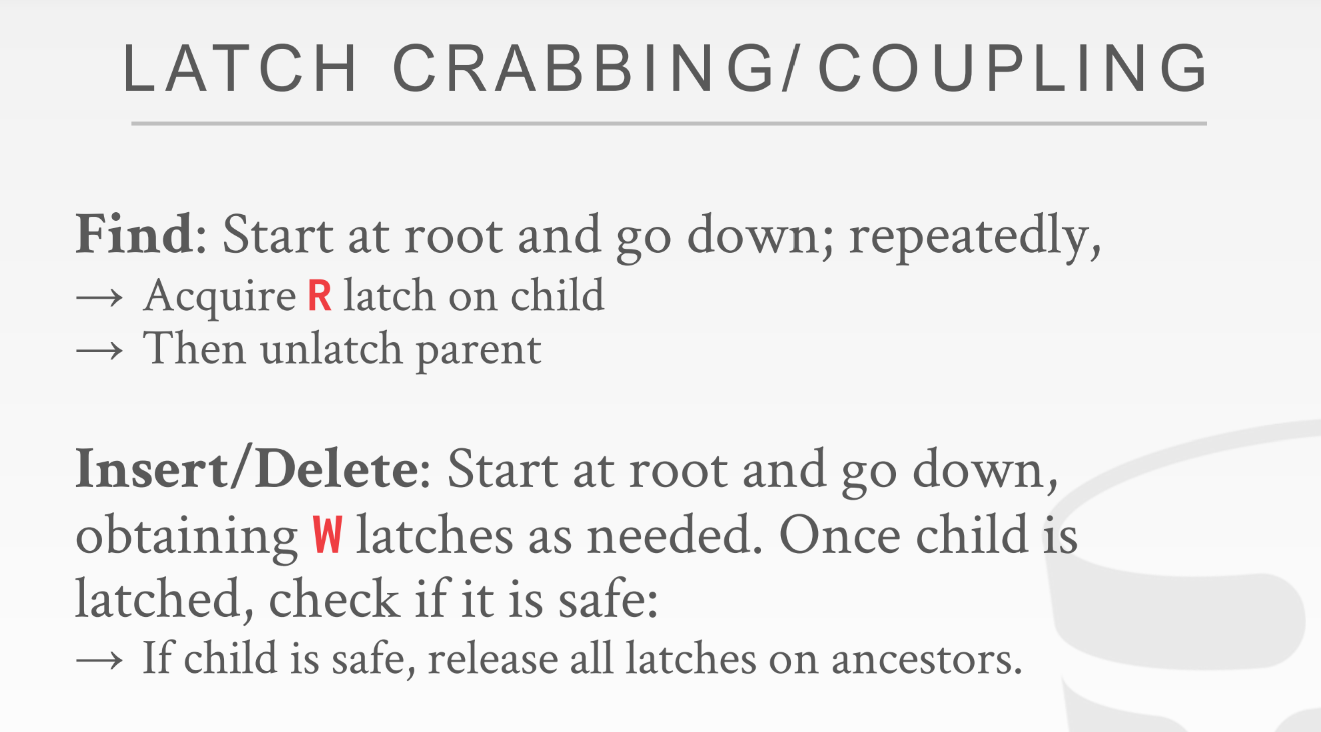 LATCH CRABBING/COUPLING
Find: Start at root and go down; repeatedly,
→ Acquire R latch on child
→ Then unlatch parent
Insert/Delete: Start at root and go down,
obtaining W latches as needed. Once child is
latched, check if it is safe:
→ If child is safe, release all latches on ancestors.